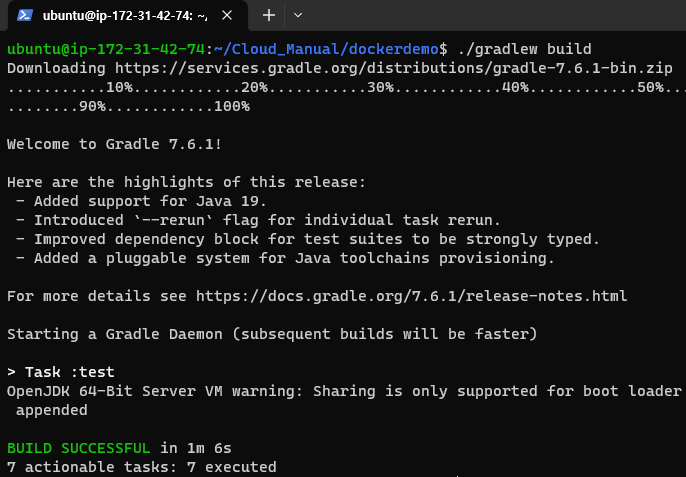 ubuntu@ip-172-31-42-74: ~/
ubuntu@ip-172-31-42-74:~/Cloud_Manual/dockerdemo$ ./gradlew build
Downloading https://services.gradle.org/distributions/gradle-7.6.1-bin.zip
...........10%............20%...........30%............40%............50%...
........90%............100%
Welcome to Gradle 7.6.1!
Here are the highlights of this release:
- Added support for Java 19.
- Introduced `--rerun` flag for individual task rerun.
- Improved dependency block for test suites to be strongly typed.
- Added a pluggable system for Java toolchains provisioning.
For more details see https://docs.gradle.org/7.6.1/release-notes.html
Starting a Gradle Daemon (subsequent builds will be faster)
> Task :test
OpenJDK 64-Bit Server VM warning: Sharing is only supported for boot loader
appended
BUILD SUCCESSFUL in 1m 6s
7 actionable tasks: 7 executed